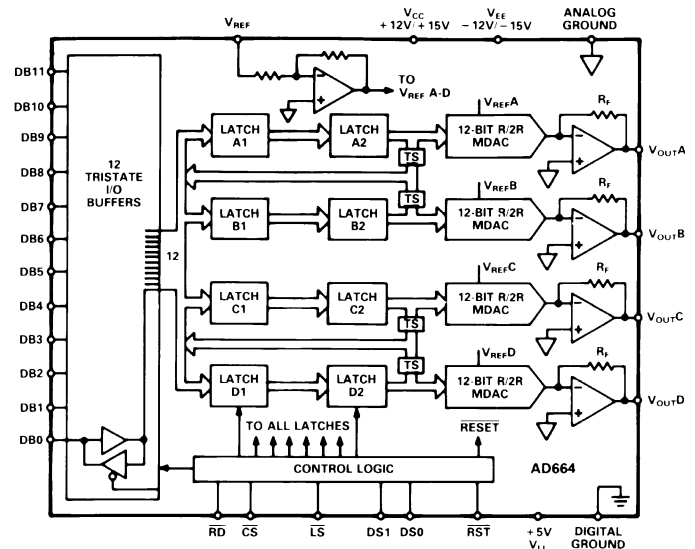 VREF
VCC
+12V/+15V
VEE
−12V/−15V
ANALOG
GROUND
DB11
DB10
DB9
DB8
DB7
DB6
DB5
DB4
DB3
DB2
DB1
DB0
12
TRISTATE
I/O
BUFFERS
12
TO
VREF A-D
LATCH
A1
LATCH
A2
TS
VREFA
12-BIT R/2R
MDAC
RF
VOUTA
TS
LATCH
B1
LATCH
B2
VREFB
12-BIT R/2R
MDAC
RF
VOUTB
LATCH
C1
LATCH
C2
TS
VREFC
12-BIT R/2R
MDAC
RF
VOUTC
TS
LATCH
D1
LATCH
D2
VREFD
12-BIT R/2R
MDAC
RF
VOUTD
TO ALL LATCHES
RESET
CONTROL LOGIC
AD664
RD
CS
LS
DS1
DS0
RST
+5V
DIGITAL
GROUND